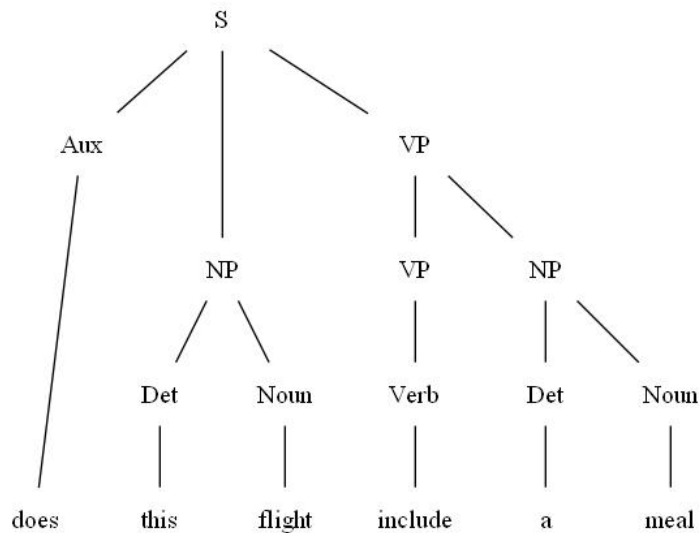 S
Aux VP
NP VP NP
Det Noun Verb Det Noun
does this flight include a meal